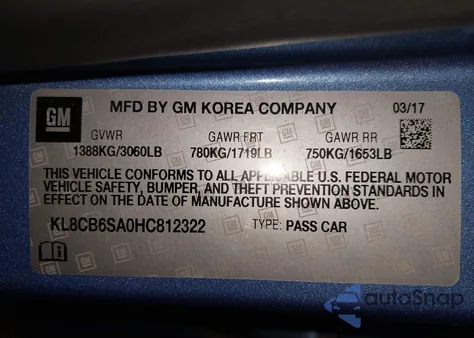 GM
MFD BY GM KOREA COMPANY 03/17
GVWR GAWR FRT GAWR RR
1388KG/3060LB 780KG/1719LB 750KG/1653LB
THIS VEHICLE CONFORMS TO ALL APPLICABLE U.S. FEDERAL MOTOR
VEHICLE SAFETY, BUMPER, AND THEFT PREVENTION STANDARDS IN
EFFECT ON THE DATE OF MANUFACTURE SHOWN ABOVE.
KL8CB6SA0HC812322 TYPE: PASS CAR
autoSnap